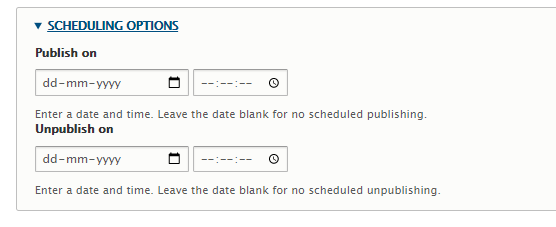 SCHEDULING OPTIONS
Publish on
dd-mm-yyyy --:--:--
Enter a date and time. Leave the date blank for no scheduled publishing.
Unpublish on
dd-mm-yyyy --:--:--
Enter a date and time. Leave the date blank for no scheduled unpublishing.